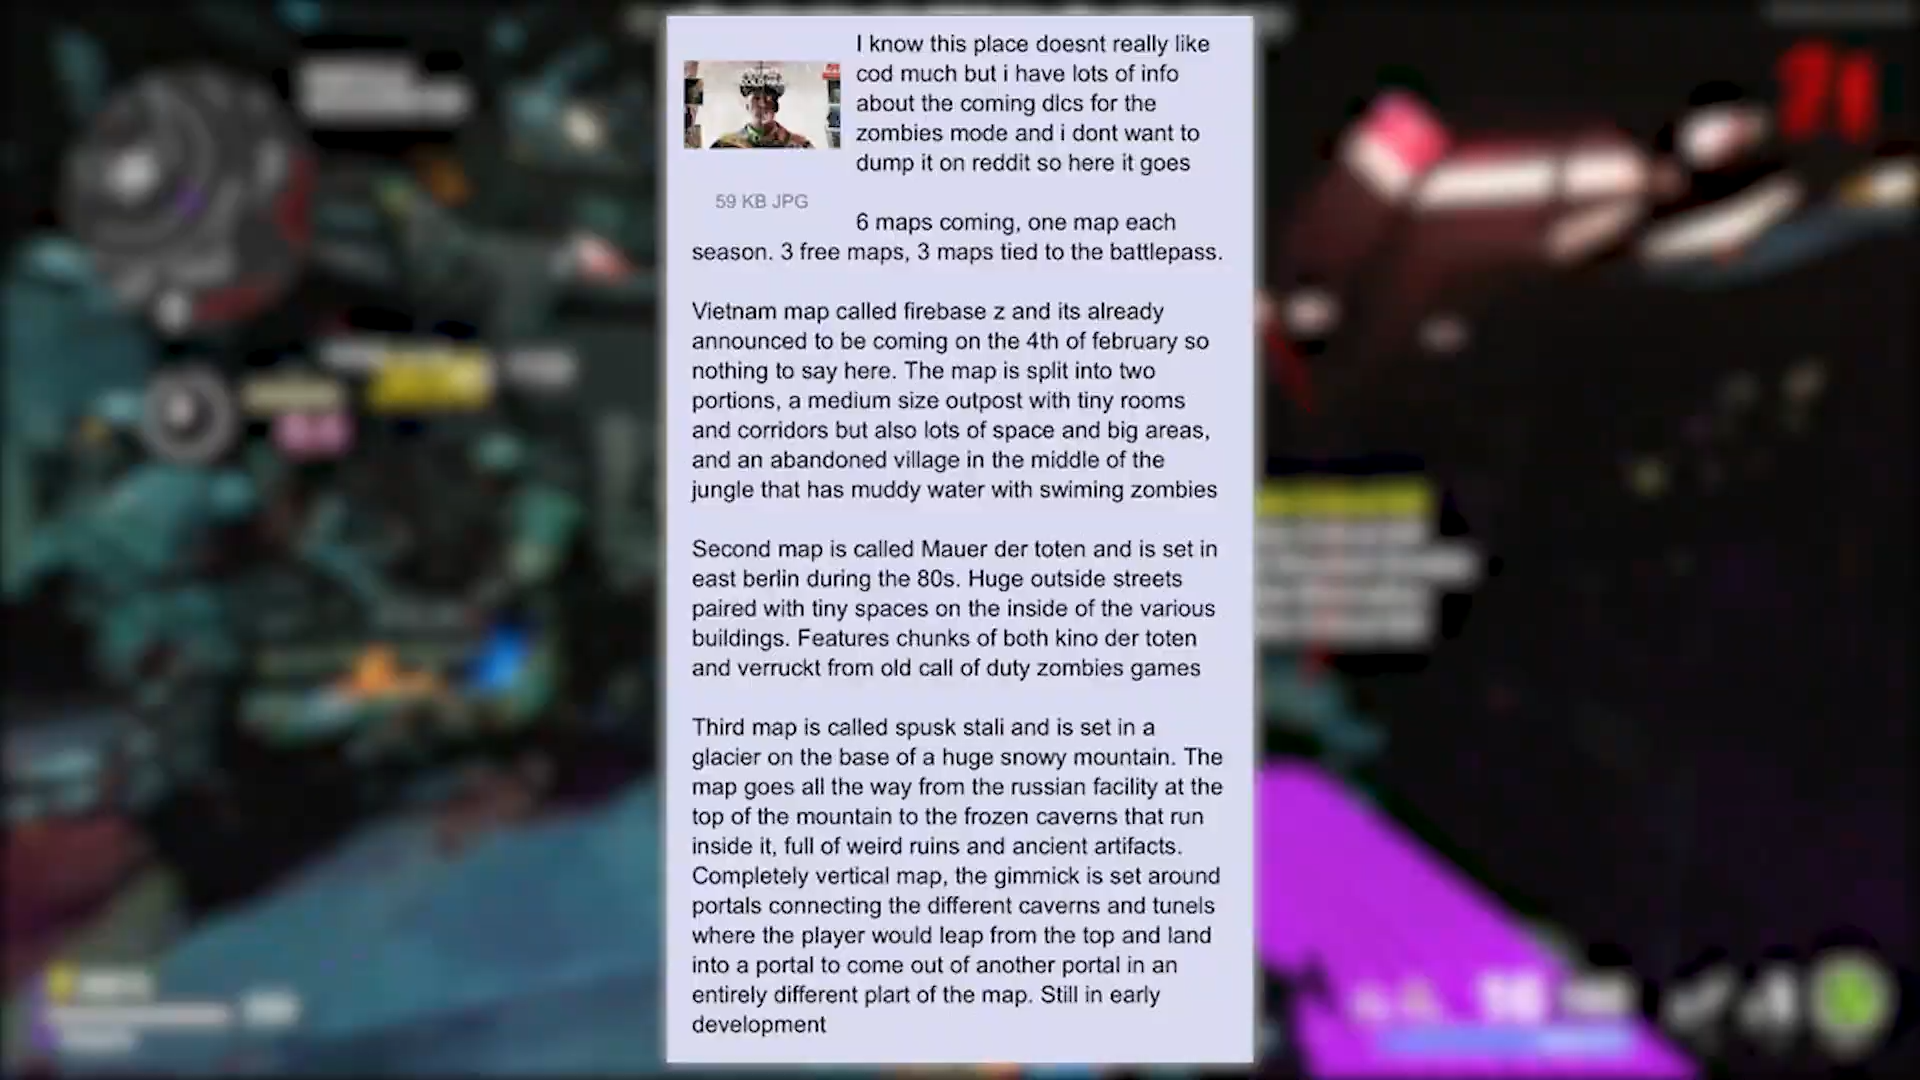 I know this place doesnt really like
cod much but i have lots of info
about the coming dlcs for the
zombies mode and i dont want to
dump it on reddit so here it goes
59 KB JPG
6 maps coming, one map each
season. 3 free maps, 3 maps tied to the battlepass.
Vietnam map called firebase z and its already
announced to be coming on the 4th of february so
nothing to say here. The map is split into two
portions, a medium size outpost with tiny rooms
and corridors but also lots of space and big areas,
and an abandoned village in the middle of the
jungle that has muddy water with swiming zombies
Second map is called Mauer der toten and is set in
east berlin during the 80s. Huge outside streets
paired with tiny spaces on the inside of the various
buildings. Features chunks of both kino der toten
and verruckt from old call of duty zombies games
Third map is called spusk stali and is set in a
glacier on the base of a huge snowy mountain. The
map goes all the way from the russian facility at the
top of the mountain to the frozen caverns that run
inside it, full of weird ruins and ancient artifacts.
Completely vertical map, the gimmick is set around
portals connecting the different caverns and tunels
where the player would leap from the top and land
into a portal to come out of another portal in an
entirely different plart of the map. Still in early
development